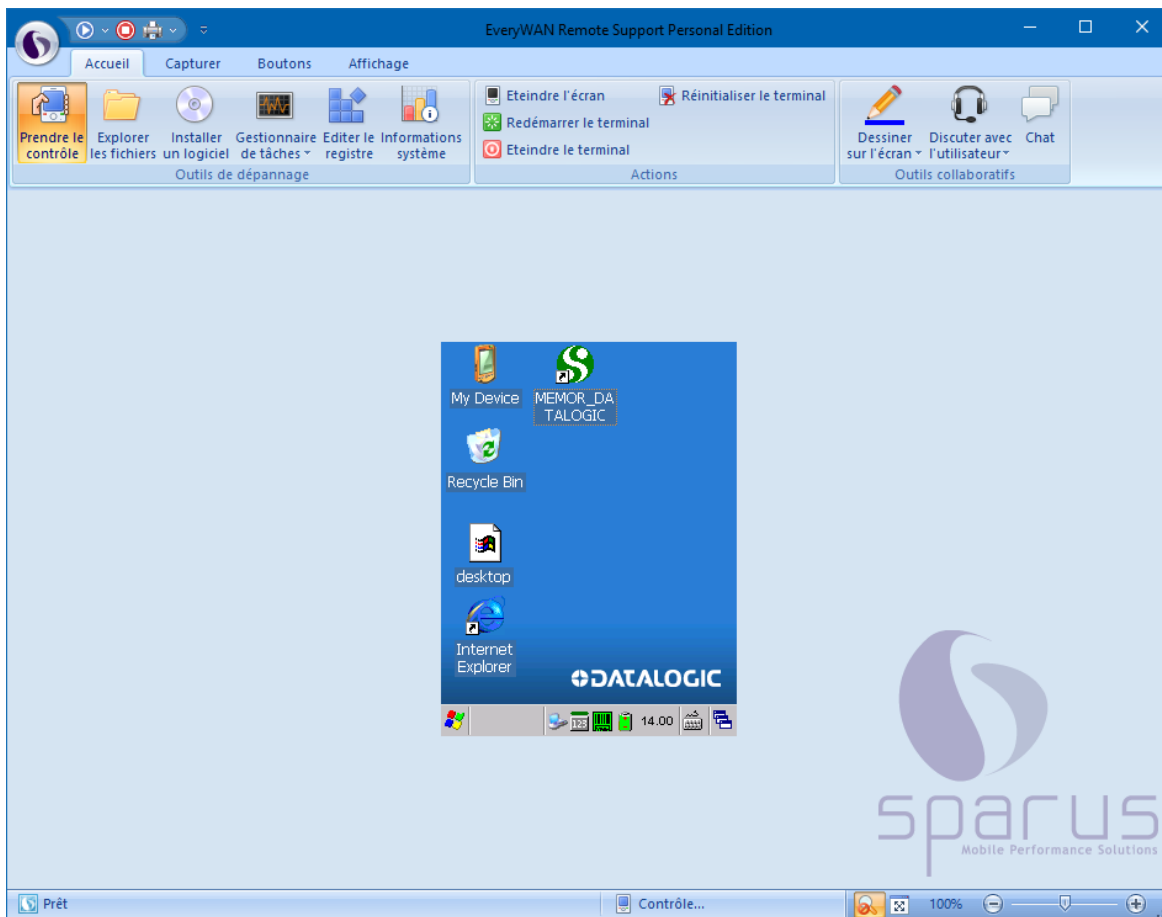 EveryWAN Remote Support Personal Edition
Accueil Capturer Boutons Affichage
Prendre le contrôle
Explorer les fichiers
Installer un logiciel
Gestionnaire de tâches
Editer le registre
Informations système
Outils de dépannage
Eteindre l'écran
Redémarrer le terminal
Eteindre le terminal
Réinitialiser le terminal
Actions
Dessiner sur l'écran
Discuter avec l'utilisateur
Chat
Outils collaboratifs
My Device
MEMOR_DA
TALOGIC
Recycle Bin
desktop
Internet
Explorer
DATALOGIC
123
14.00
sparus
Mobile Performance Solutions
Prêt
Contrôle...
100%